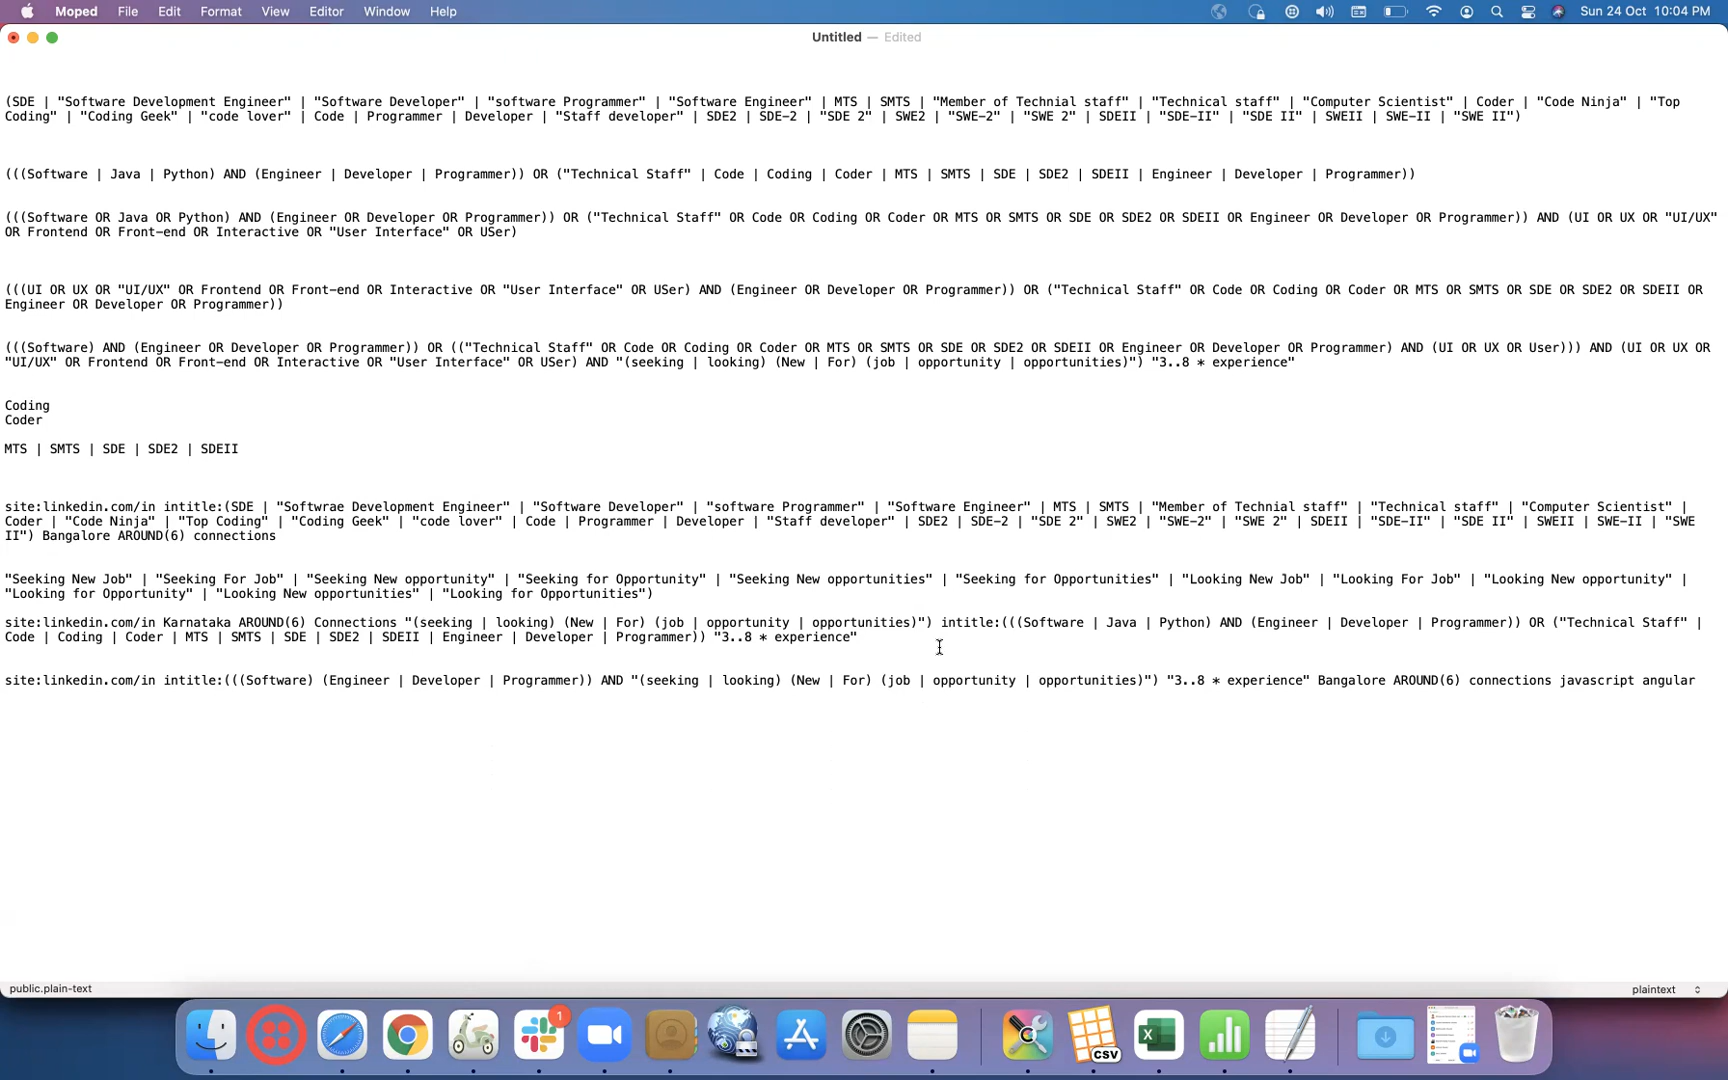 Moped File Edit Format View Editor Window Help Sun 24 Oct 10:04 PM
Untitled — Edited
(SDE | "Software Development Engineer" | "Software Developer" | "software Programmer" | "Software Engineer" | MTS | SMTS | "Member of Technial staff" | "Technical staff" | "Computer Scientist" | Coder | "Code Ninja" | "Top
Coding" | "Coding Geek" | "code lover" | Code | Programmer | Developer | "Staff developer" | SDE2 | SDE-2 | "SDE 2" | SWE2 | "SWE-2" | "SWE 2" | SDEII | "SDE-II" | "SDE II" | SWEII | SWE-II | "SWE II")
(((Software | Java | Python) AND (Engineer | Developer | Programmer)) OR ("Technical Staff" | Code | Coding | Coder | MTS | SMTS | SDE | SDE2 | SDEII | Engineer | Developer | Programmer))
(((Software OR Java OR Python) AND (Engineer OR Developer OR Programmer)) OR ("Technical Staff" OR Code OR Coding OR Coder OR MTS OR SMTS OR SDE OR SDE2 OR SDEII OR Engineer OR Developer OR Programmer)) AND (UI OR UX OR "UI/UX"
OR Frontend OR Front-end OR Interactive OR "User Interface" OR USer)
(((UI OR UX OR "UI/UX" OR Frontend OR Front-end OR Interactive OR "User Interface" OR USer) AND (Engineer OR Developer OR Programmer)) OR ("Technical Staff" OR Code OR Coding OR Coder OR MTS OR SMTS OR SDE OR SDE2 OR SDEII OR
Engineer OR Developer OR Programmer))
(((Software) AND (Engineer OR Developer OR Programmer)) OR (("Technical Staff" OR Code OR Coding OR Coder OR MTS OR SMTS OR SDE OR SDE2 OR SDEII OR Engineer OR Developer OR Programmer) AND (UI OR UX OR User))) AND (UI OR UX OR
"UI/UX" OR Frontend OR Front-end OR Interactive OR "User Interface" OR USer) AND "(seeking | looking) (New | For) (job | opportunity | opportunities)") "3..8 * experience"
Coding
Coder
MTS | SMTS | SDE | SDE2 | SDEII
site:linkedin.com/in intitle:(SDE | "Softwrae Development Engineer" | "Software Developer" | "software Programmer" | "Software Engineer" | MTS | SMTS | "Member of Technial staff" | "Technical staff" | "Computer Scientist" |
Coder | "Code Ninja" | "Top Coding" | "Coding Geek" | "code lover" | Code | Programmer | Developer | "Staff developer" | SDE2 | SDE-2 | "SDE 2" | SWE2 | "SWE-2" | "SWE 2" | SDEII | "SDE-II" | "SDE II" | SWEII | SWE-II | "SWE
II") Bangalore AROUND(6) connections
"Seeking New Job" | "Seeking For Job" | "Seeking New opportunity" | "Seeking for Opportunity" | "Seeking New opportunities" | "Seeking for Opportunities" | "Looking New Job" | "Looking For Job" | "Looking New opportunity" |
"Looking for Opportunity" | "Looking New opportunities" | "Looking for Opportunities")
site:linkedin.com/in Karnataka AROUND(6) Connections "(seeking | looking) (New | For) (job | opportunity | opportunities)") intitle:(((Software | Java | Python) AND (Engineer | Developer | Programmer)) OR ("Technical Staff" |
Code | Coding | Coder | MTS | SMTS | SDE | SDE2 | SDEII | Engineer | Developer | Programmer)) "3..8 * experience"
site:linkedin.com/in intitle:(((Software) (Engineer | Developer | Programmer)) AND "(seeking | looking) (New | For) (job | opportunity | opportunities)") "3..8 * experience" Bangalore AROUND(6) connections javascript angular
public.plain-text plaintext
1
CSV
X